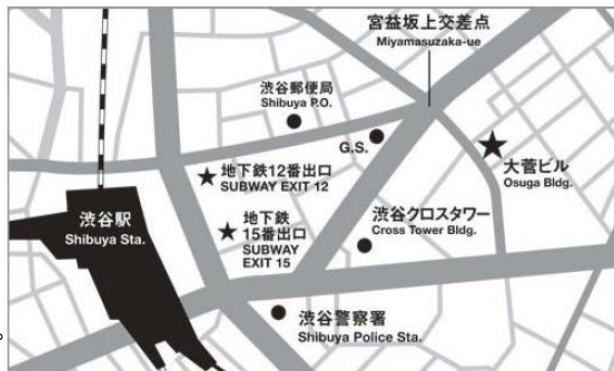 宮益坂上交差点
Miyamasuzaka-ue
渋谷郵便局
Shibuya P.O.
G.S.
大菅ビル
Osuga Bldg.
地下鉄12番出口
SUBWAY EXIT 12
渋谷駅
Shibuya Sta.
地下鉄
15番出口
SUBWAY
EXIT 15
渋谷クロスタワー
Cross Tower Bldg.
渋谷警察署
Shibuya Police Sta.